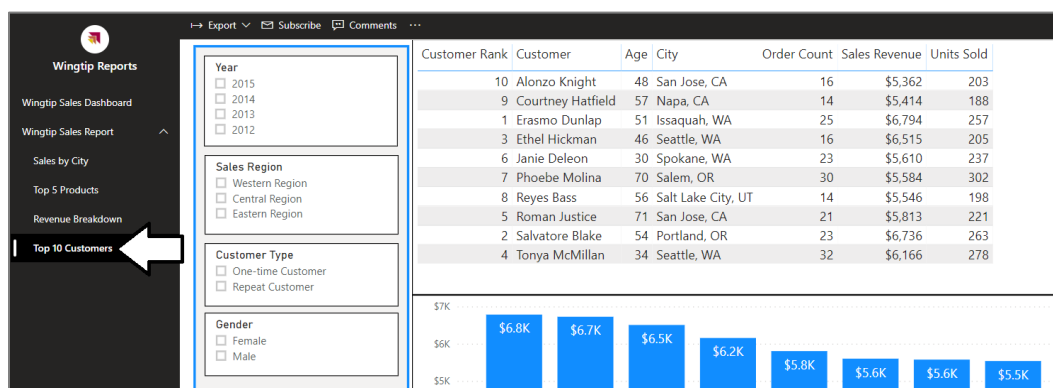 Export Subscribe Comments ...
Wingtip Reports
Wingtip Sales Dashboard
Wingtip Sales Report
Sales by City
Top 5 Products
Revenue Breakdown
Top 10 Customers
Year
2015
2014
2013
2012
Sales Region
Western Region
Central Region
Eastern Region
Customer Type
One-time Customer
Repeat Customer
Gender
Female
Male
Customer Rank Customer Age City Order Count Sales Revenue Units Sold
10 Alonzo Knight 48 San Jose, CA 16 $5,362 203
9 Courtney Hatfield 57 Napa, CA 14 $5,414 188
1 Erasmo Dunlap 51 Issaquah, WA 25 $6,794 257
3 Ethel Hickman 46 Seattle, WA 16 $6,515 205
6 Janie Deleon 30 Spokane, WA 23 $5,610 237
7 Phoebe Molina 70 Salem, OR 30 $5,584 302
8 Reyes Bass 56 Salt Lake City, UT 14 $5,546 198
5 Roman Justice 71 San Jose, CA 21 $5,813 221
2 Salvatore Blake 54 Portland, OR 23 $6,736 263
4 Tonya McMillan 34 Seattle, WA 32 $6,166 278
$7K
$6K
$5K
$6.8K $6.7K $6.5K $6.2K $5.8K $5.6K $5.6K $5.5K